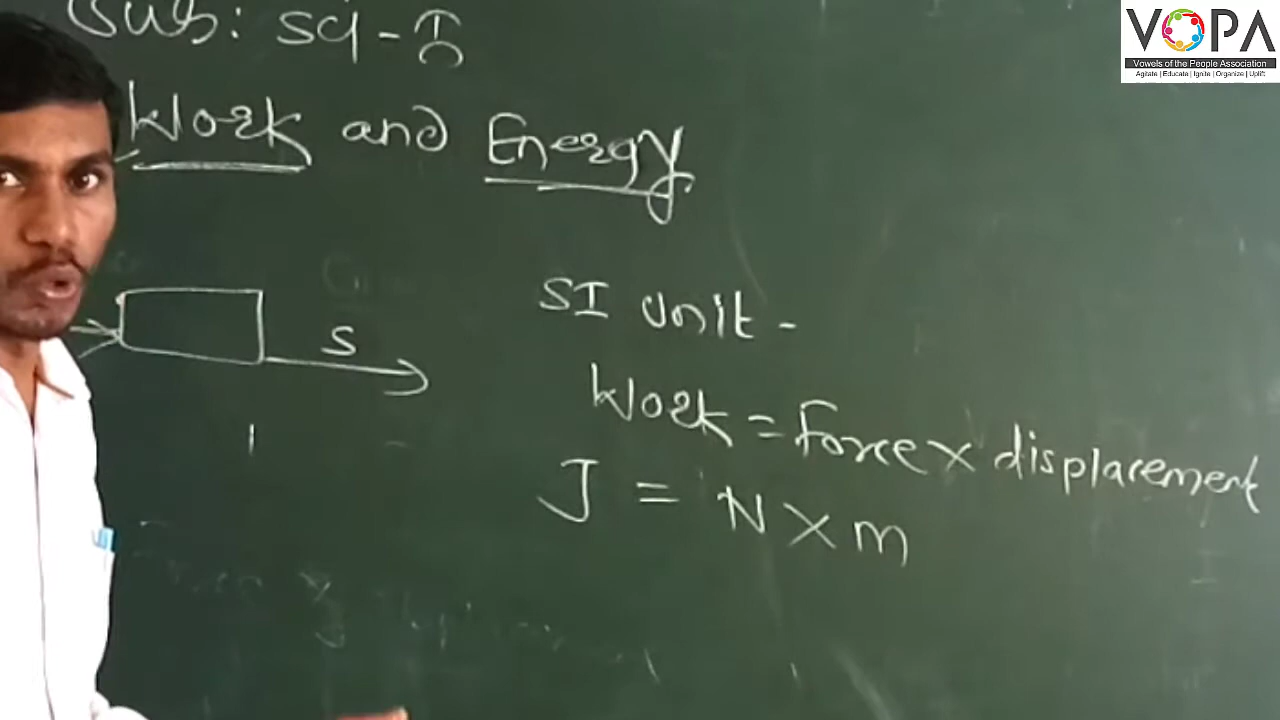 Sub: Sci-I
Work and Energy
S
SI unit -
Work = Force × displacement
J = N × m
VOPA
Vowels of the People Association
Agitate | Educate | Ignite | Organize | Uplift